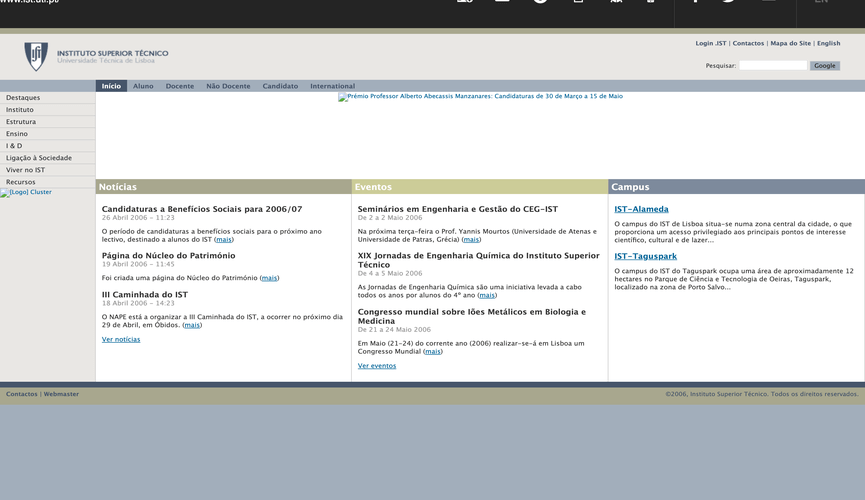 www.ist.utl.pt/
EN
INSTITUTO SUPERIOR TÉCNICO
Universidade Técnica de Lisboa
Login .IST | Contactos | Mapa do Site | English
Pesquisar:
Google
Início Aluno Docente Não Docente Candidato International
Destaques
Instituto
Estrutura
Ensino
I & D
Ligação à Sociedade
Viver no IST
Recursos
[Logo] Cluster
Prémio Professor Alberto Abecassis Manzanares: Candidaturas de 30 de Março a 15 de Maio
Notícias
Candidaturas a Benefícios Sociais para 2006/07
26 Abril 2006 - 11:23
O período de candidaturas a benefícios sociais para o próximo ano
lectivo, destinado a alunos do IST (mais)
Página do Núcleo do Património
19 Abril 2006 - 11:45
Foi criada uma página do Núcleo do Património (mais)
III Caminhada do IST
18 Abril 2006 - 14:23
O NAPE está a organizar a III Caminhada do IST, a ocorrer no próximo dia
29 de Abril, em Óbidos. (mais)
Ver notícias
Eventos
Seminários em Engenharia e Gestão do CEG-IST
De 2 a 2 Maio 2006
Na próxima terça-feira o Prof. Yannis Mourtos (Universidade de Atenas e
Universidade de Patras, Grécia) (mais)
XIX Jornadas de Engenharia Química do Instituto Superior
Técnico
De 4 a 5 Maio 2006
As Jornadas de Engenharia Química são uma iniciativa levada a cabo
todos os anos por alunos do 4º ano (mais)
Congresso mundial sobre Iões Metálicos em Biologia e
Medicina
De 21 a 24 Maio 2006
Em Maio (21-24) do corrente ano (2006) realizar-se-á em Lisboa um
Congresso Mundial (mais)
Ver eventos
Campus
IST-Alameda
O campus do IST de Lisboa situa-se numa zona central da cidade, o que
proporciona um acesso privilegiado aos principais pontos de interesse
científico, cultural e de lazer...
IST-Taguspark
O campus do IST do Taguspark ocupa uma área de aproximadamente 12
hectares no Parque de Ciência e Tecnologia de Oeiras, Taguspark,
localizado na zona de Porto Salvo...
Contactos | Webmaster
©2006, Instituto Superior Técnico. Todos os direitos reservados.